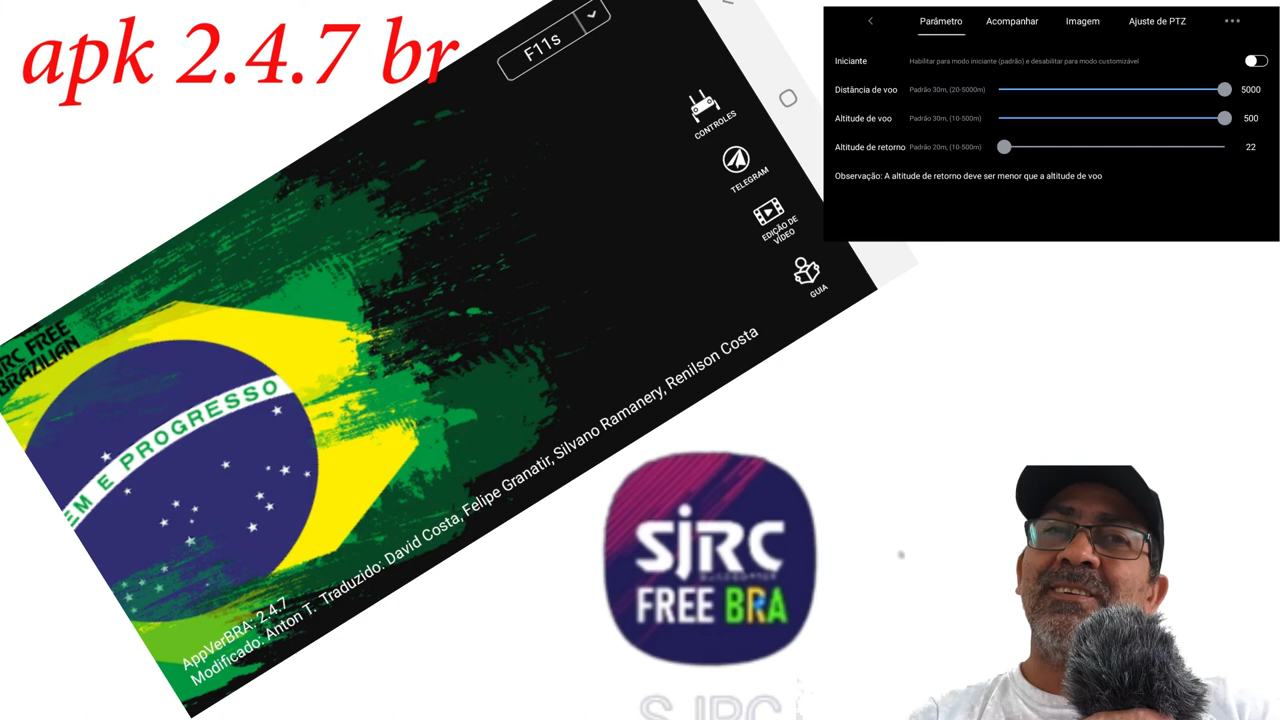 apk 2.4.7 br
F11s
CONTROLES
TELEGRAM
EDIÇÃO DE
VÍDEO
GUIA
RC FREE
BRAZILIAN
EM E PROGRESSO
AppVerBRA: 2.4.7
Modificado: Anton T. Traduzido: David Costa, Felipe Granatir, Silvano Ramanery, Renilson Costa
Parâmetro Acompanhar Imagem Ajuste de PTZ
Iniciante Habilitar para modo iniciante (padrão) e desabilitar para modo customizável
Distância de voo Padrão 30m, (20-5000m) 5000
Altitude de voo Padrão 30m, (10-500m) 500
Altitude de retorno Padrão 20m, (10-500m) 22
Observação: A altitude de retorno deve ser menor que a altitude de voo
SJRC
FREE BRA
SJRC